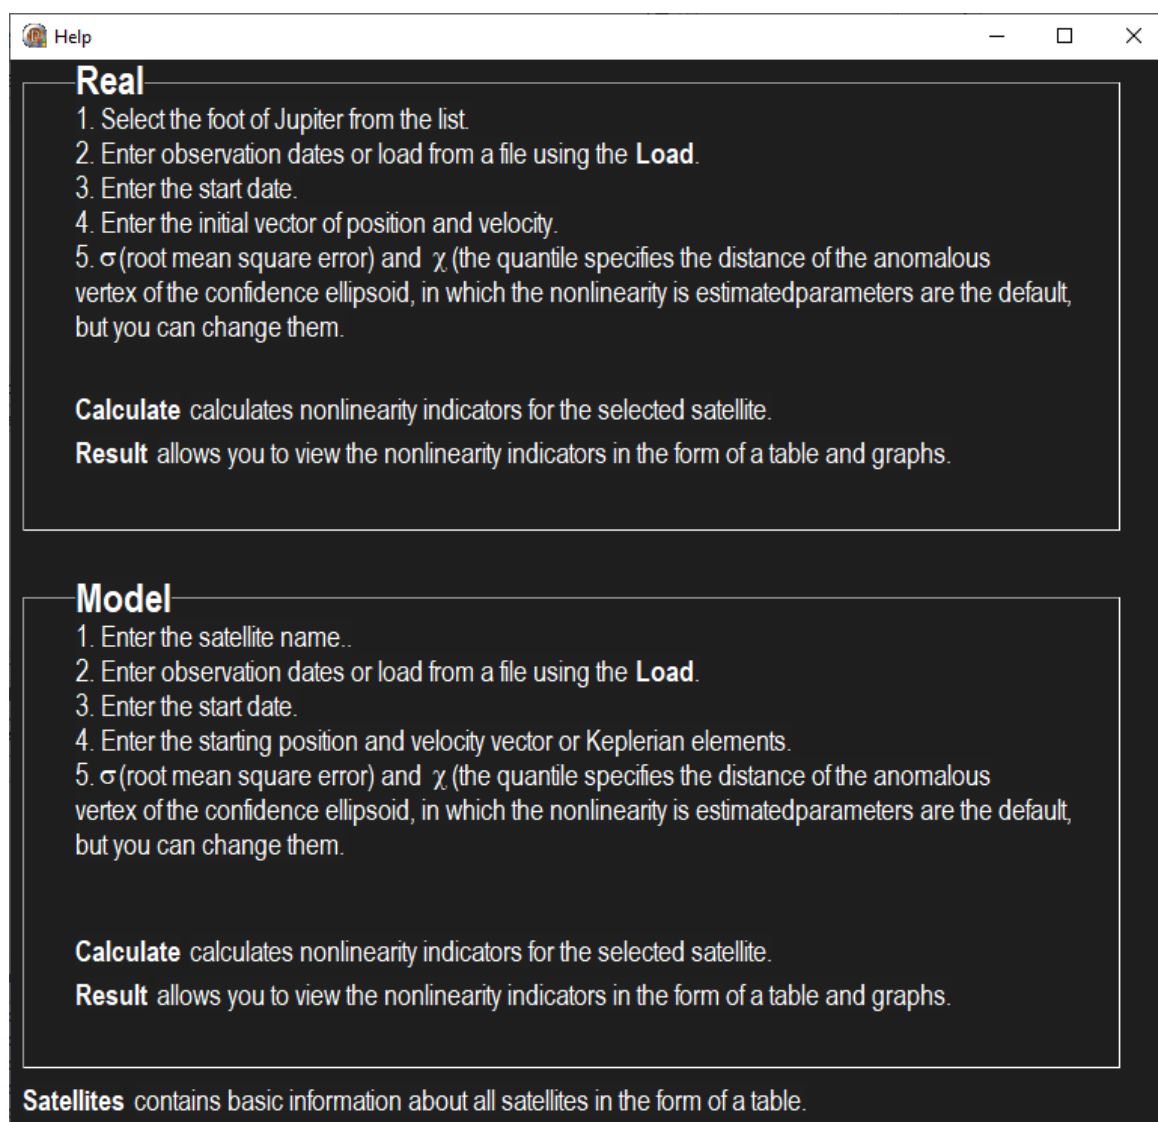 Help
Real
1. Select the foot of Jupiter from the list.
2. Enter observation dates or load from a file using the Load.
3. Enter the start date.
4. Enter the initial vector of position and velocity.
5. σ (root mean square error) and χ (the quantile specifies the distance of the anomalous
vertex of the confidence ellipsoid, in which the nonlinearity is estimatedparameters are the default,
but you can change them.
Calculate calculates nonlinearity indicators for the selected satellite.
Result allows you to view the nonlinearity indicators in the form of a table and graphs.
Model
1. Enter the satellite name..
2. Enter observation dates or load from a file using the Load.
3. Enter the start date.
4. Enter the starting position and velocity vector or Keplerian elements.
5. σ (root mean square error) and χ (the quantile specifies the distance of the anomalous
vertex of the confidence ellipsoid, in which the nonlinearity is estimatedparameters are the default,
but you can change them.
Calculate calculates nonlinearity indicators for the selected satellite.
Result allows you to view the nonlinearity indicators in the form of a table and graphs.
Satellites contains basic information about all satellites in the form of a table.